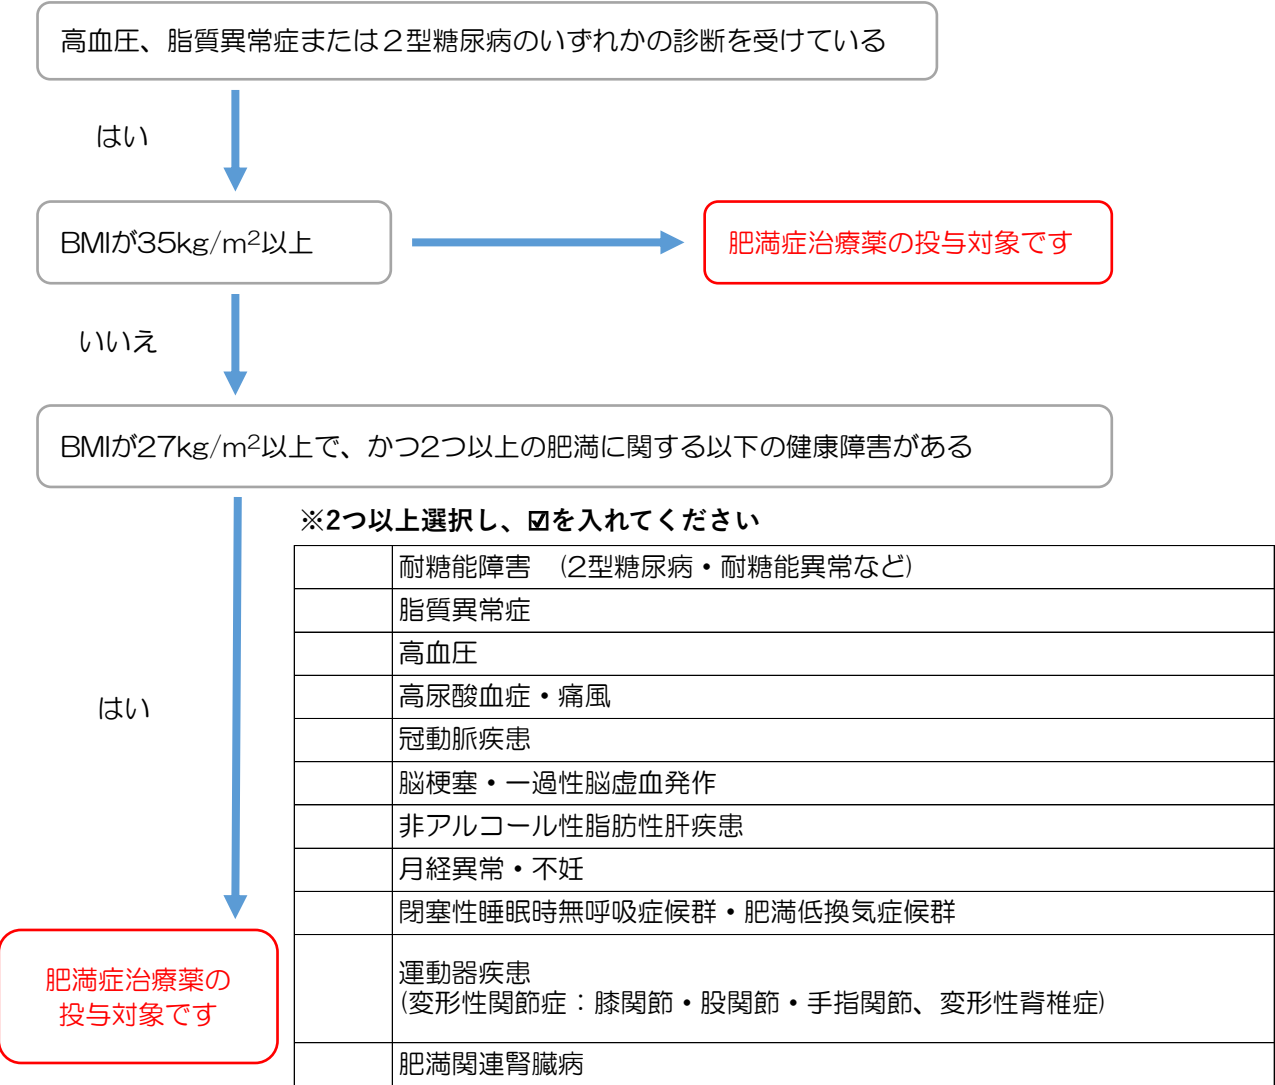 高血圧、脂質異常症または２型糖尿病のいずれかの診断を受けている
はい
BMIが35kg/m²以上
肥満症治療薬の投与対象です
いいえ
BMIが27kg/m²以上で、かつ2つ以上の肥満に関する以下の健康障害がある
※2つ以上選択し、☑を入れてください
耐糖能障害　(2型糖尿病・耐糖能異常など)
脂質異常症
高血圧
高尿酸血症・痛風
冠動脈疾患
脳梗塞・一過性脳虚血発作
非アルコール性脂肪性肝疾患
月経異常・不妊
閉塞性睡眠時無呼吸症候群・肥満低換気症候群
運動器疾患
(変形性関節症：膝関節・股関節・手指関節、変形性脊椎症)
肥満関連腎臓病
はい
肥満症治療薬の
投与対象です